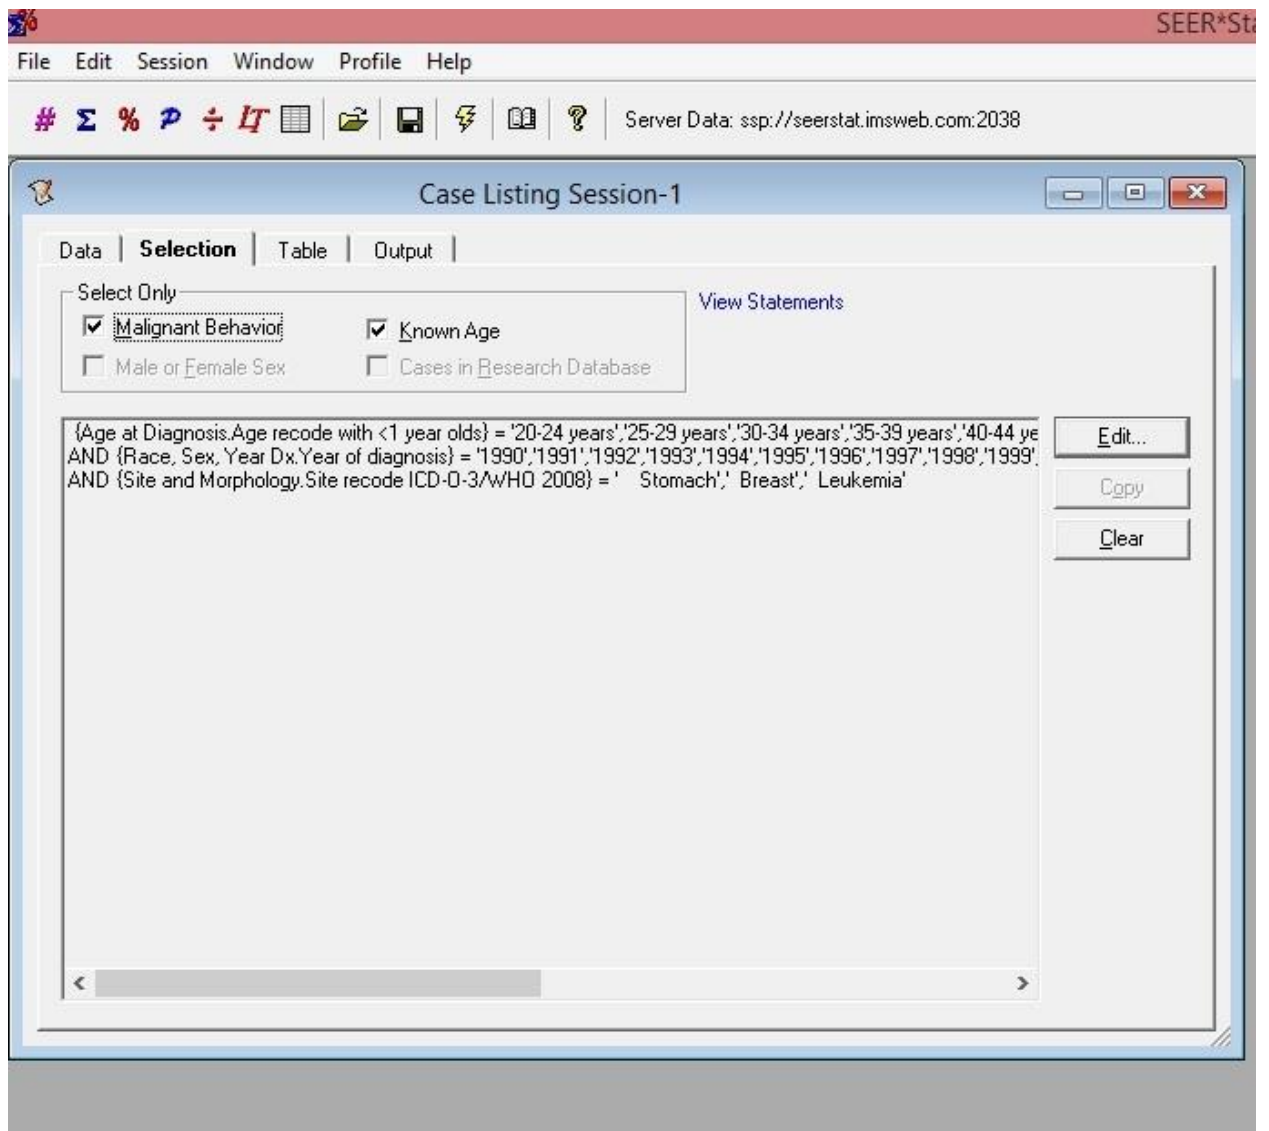 SEER*Sta
File Edit Session Window Profile Help
# Σ % P ÷ LT ? Server Data: ssp://seerstat.imsweb.com:2038
Case Listing Session-1
Data Selection Table Output
Select Only
View Statements
Malignant Behavior Known Age
Male or Female Sex Cases in Research Database
{Age at Diagnosis.Age recode with <1 year olds} = '20-24 years','25-29 years','30-34 years','35-39 years','40-44 ye
AND {Race, Sex, Year Dx.Year of diagnosis} = '1990','1991','1992','1993','1994','1995','1996','1997','1998','1999',
AND {Site and Morphology.Site recode ICD-O-3/WHO 2008} = '    Stomach','  Breast','  Leukemia'
Edit...
Copy
Clear